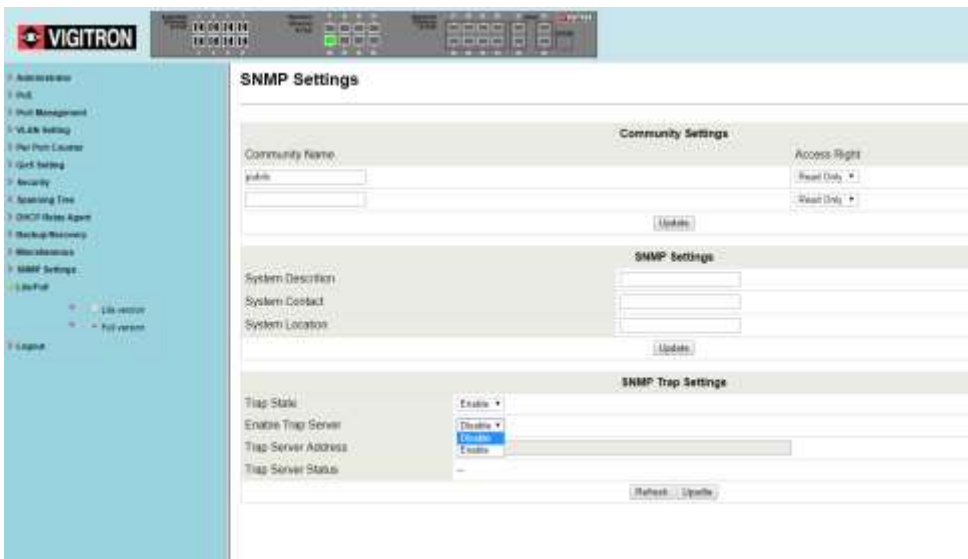 VIGITRON
Administrator
PoE
Port Management
VLAN Setting
Per Port Counter
QoS Setting
Security
Spanning Tree
DHCP Relay Agent
Backup/Recovery
Miscellaneous
SNMP Settings
Lite/Full
Lite version
Full version
Logout
SNMP Settings
Community Settings
Community Name Access Right
public Read Only
Read Only
Update
SNMP Settings
System Descrition
System Contact
System Location
Update
SNMP Trap Settings
Trap State Enable
Enable Trap Server Disable
Disable
Enable
Trap Server Address
Trap Server Status ---
Refresh Update